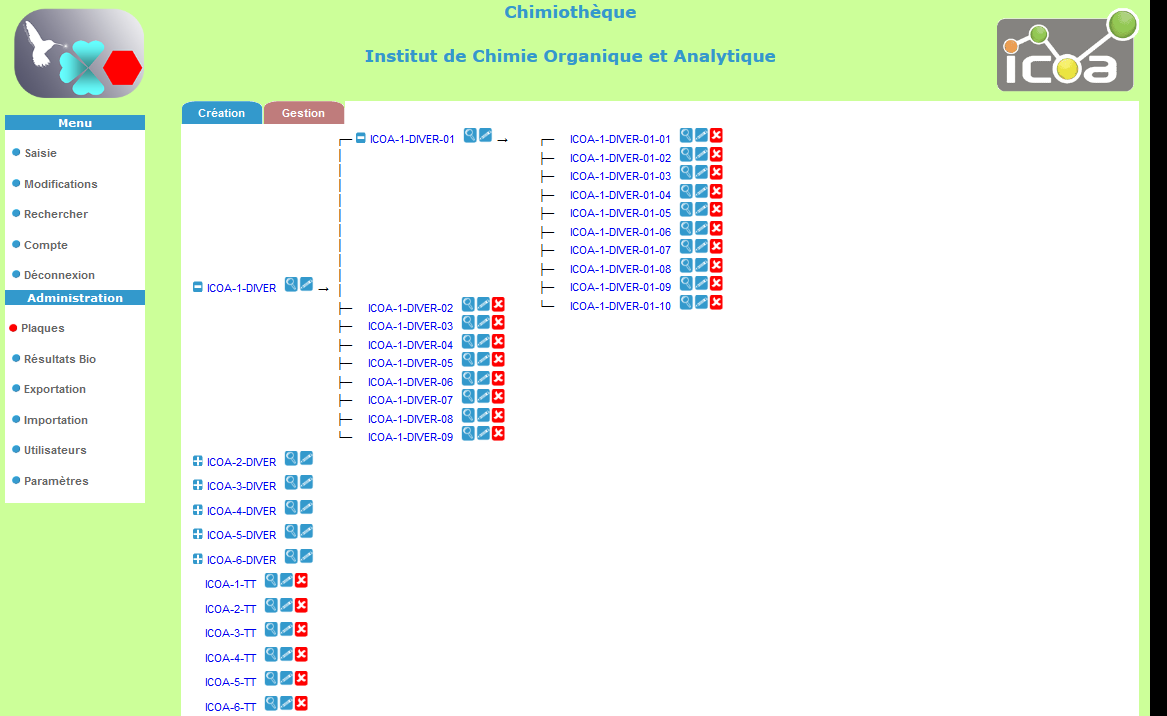 Chimiothèque
Institut de Chimie Organique et Analytique
icoa
Menu
Saisie
Modifications
Rechercher
Compte
Déconnexion
Administration
Plaques
Résultats Bio
Exportation
Importation
Utilisateurs
Paramètres
Création Gestion
ICOA-1-DIVER-01 → ICOA-1-DIVER-01-01
ICOA-1-DIVER-01-02
ICOA-1-DIVER-01-03
ICOA-1-DIVER-01-04
ICOA-1-DIVER-01-05
ICOA-1-DIVER-01-06
ICOA-1-DIVER-01-07
ICOA-1-DIVER-01-08
ICOA-1-DIVER → ICOA-1-DIVER-01-09
ICOA-1-DIVER-02 ICOA-1-DIVER-01-10
ICOA-1-DIVER-03
ICOA-1-DIVER-04
ICOA-1-DIVER-05
ICOA-1-DIVER-06
ICOA-1-DIVER-07
ICOA-1-DIVER-08
ICOA-1-DIVER-09
ICOA-2-DIVER
ICOA-3-DIVER
ICOA-4-DIVER
ICOA-5-DIVER
ICOA-6-DIVER
ICOA-1-TT
ICOA-2-TT
ICOA-3-TT
ICOA-4-TT
ICOA-5-TT
ICOA-6-TT